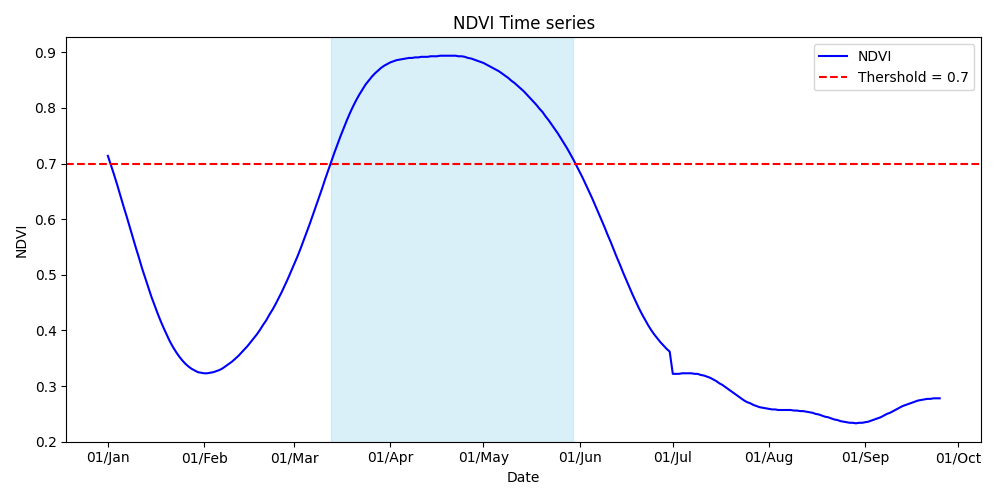 NDVI Time series
NDVI
Thershold = 0.7
0.9
0.8
0.7
0.6
0.5
0.4
0.3
0.2
NDVI
01/Jan 01/Feb 01/Mar 01/Apr 01/May 01/Jun 01/Jul 01/Aug 01/Sep 01/Oct
Date